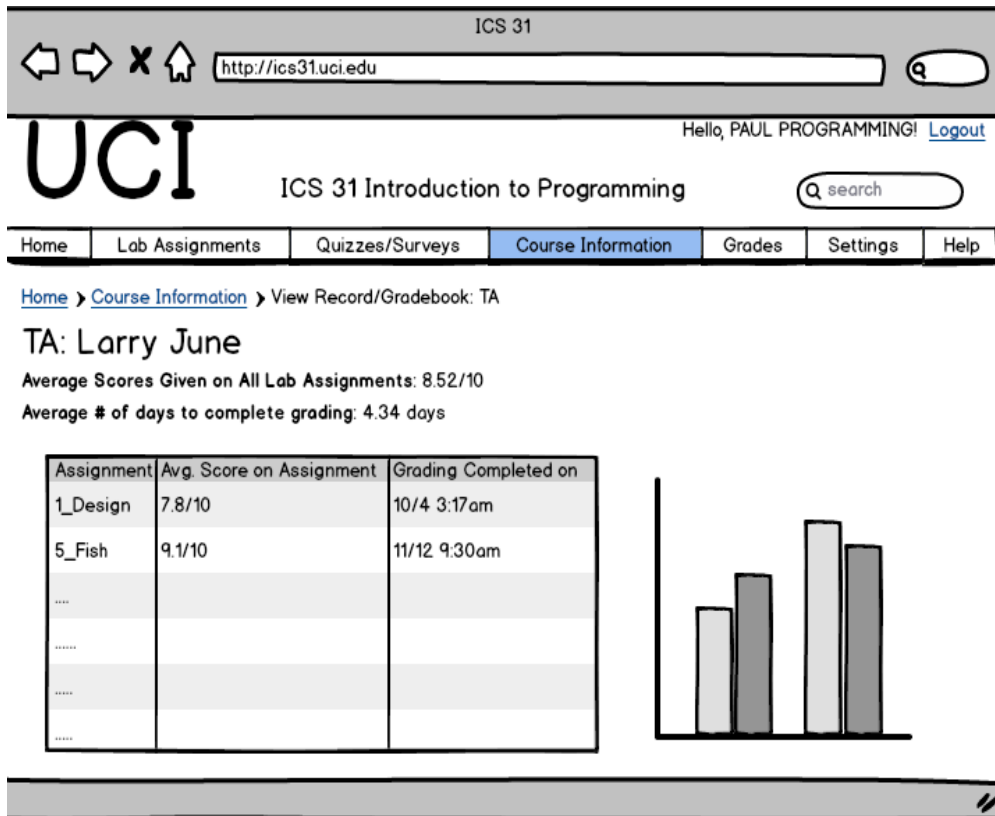 ICS 31
http://ics31.uci.edu
Hello, PAUL PROGRAMMING! Logout
UCI
ICS 31 Introduction to Programming
search
Home Lab Assignments Quizzes/Surveys Course Information Grades Settings Help
Home ❯ Course Information ❯ View Record/Gradebook: TA
TA: Larry June
Average Scores Given on All Lab Assignments: 8.52/10
Average # of days to complete grading: 4.34 days
Assignment Avg. Score on Assignment Grading Completed on
1_Design 7.8/10 10/4 3:17am
5_Fish 9.1/10 11/12 9:30am
....
......
.....
.....